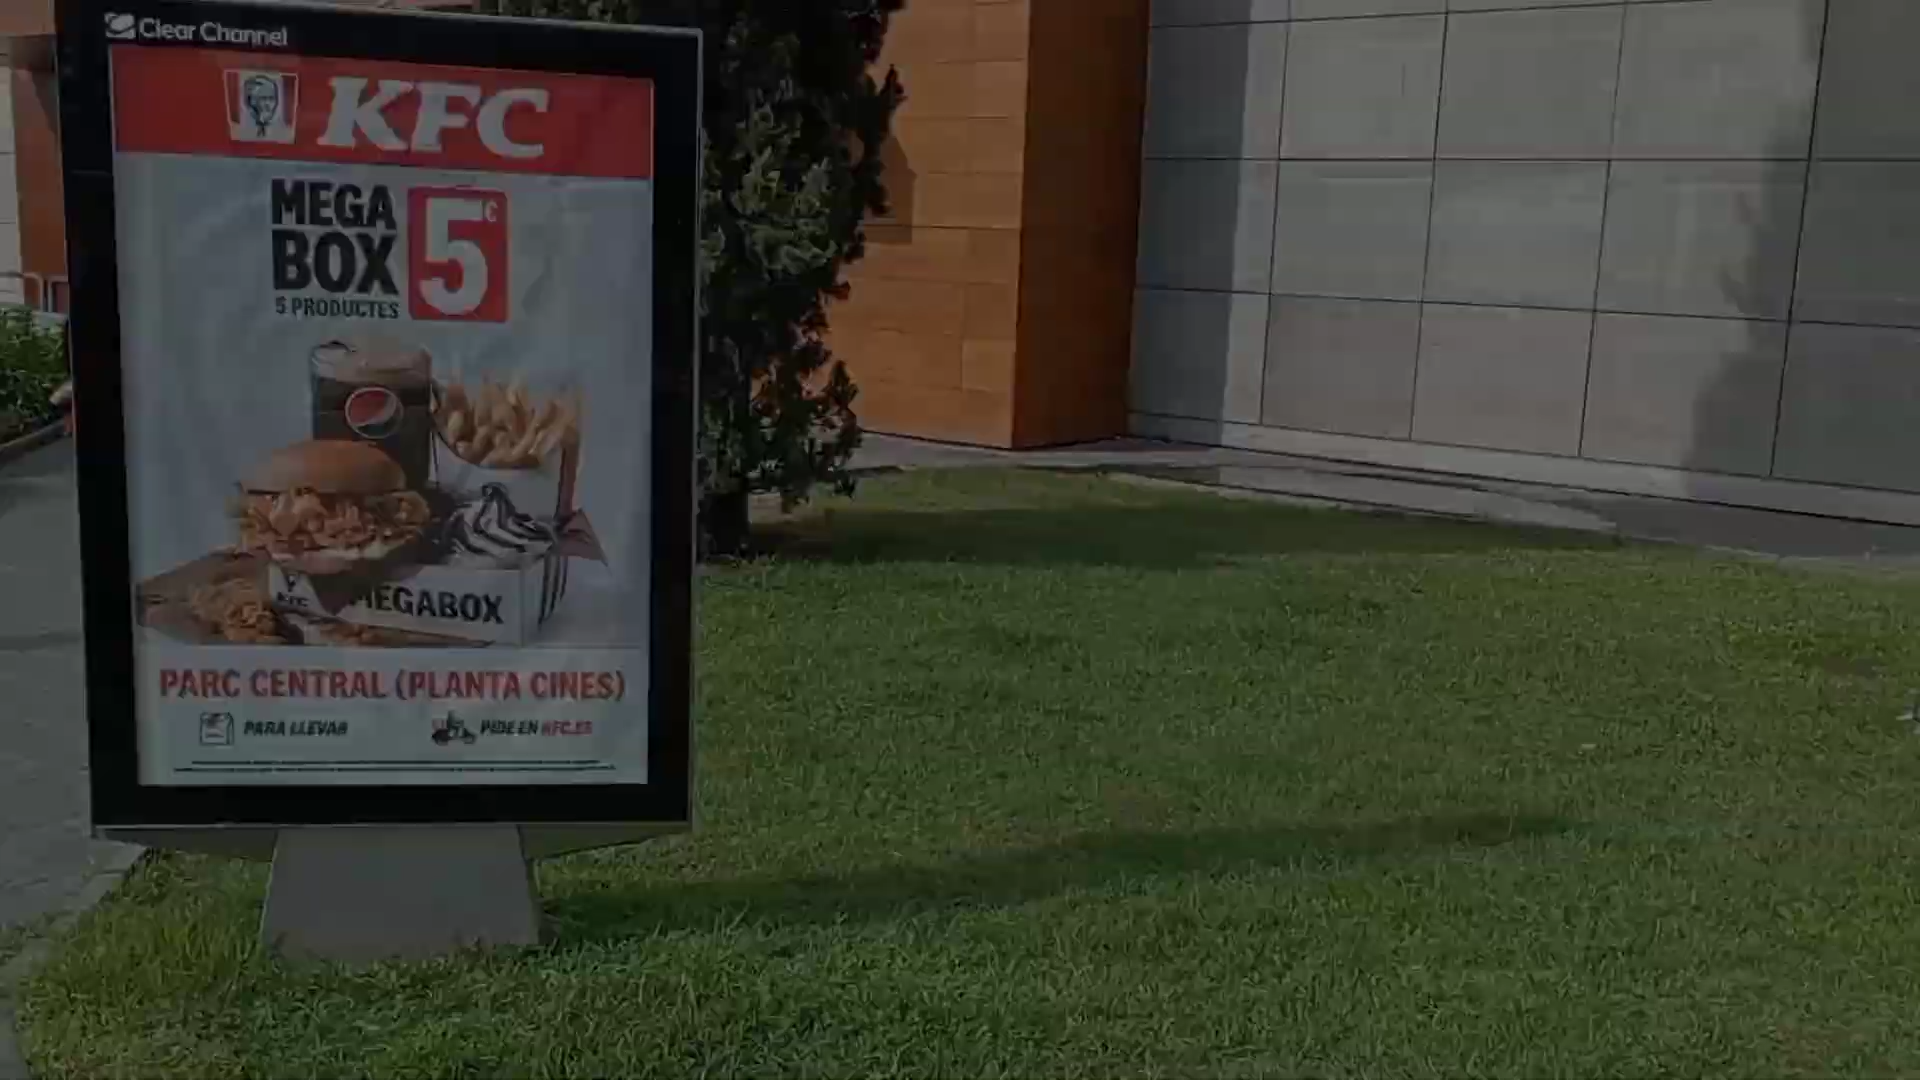 Clear Channel
KFC
MEGA
BOX
5€
5 PRODUCTES
KFC
MEGABOX
PARC CENTRAL (PLANTA CINES)
PARA LLEVAR
PIDE EN KFC.ES